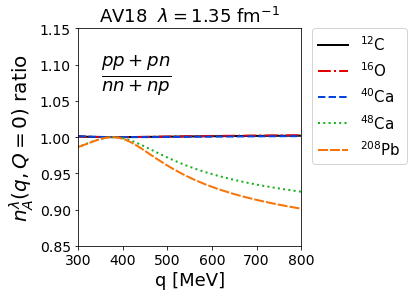 AV18 λ = 1.35 fm⁻¹
n_A^λ(q, Q = 0) ratio
1.15
1.10
1.05
1.00
0.95
0.90
0.85
pp + pn
nn + np
300 400 500 600 700 800
q [MeV]
¹²C
¹⁶O
⁴⁰Ca
⁴⁸Ca
²⁰⁸Pb